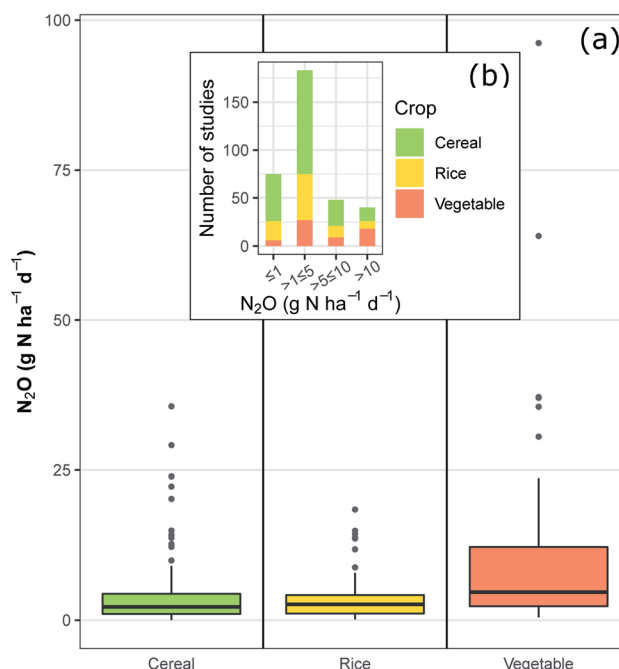 (a)
(b)
100
75
50
25
0
N₂O (g N ha⁻¹ d⁻¹)
Number of studies
150
100
50
0
≤1
>1≤5
>5≤10
>10
N₂O (g N ha⁻¹ d⁻¹)
Crop
Cereal
Rice
Vegetable
Cereal
Rice
Vegetable